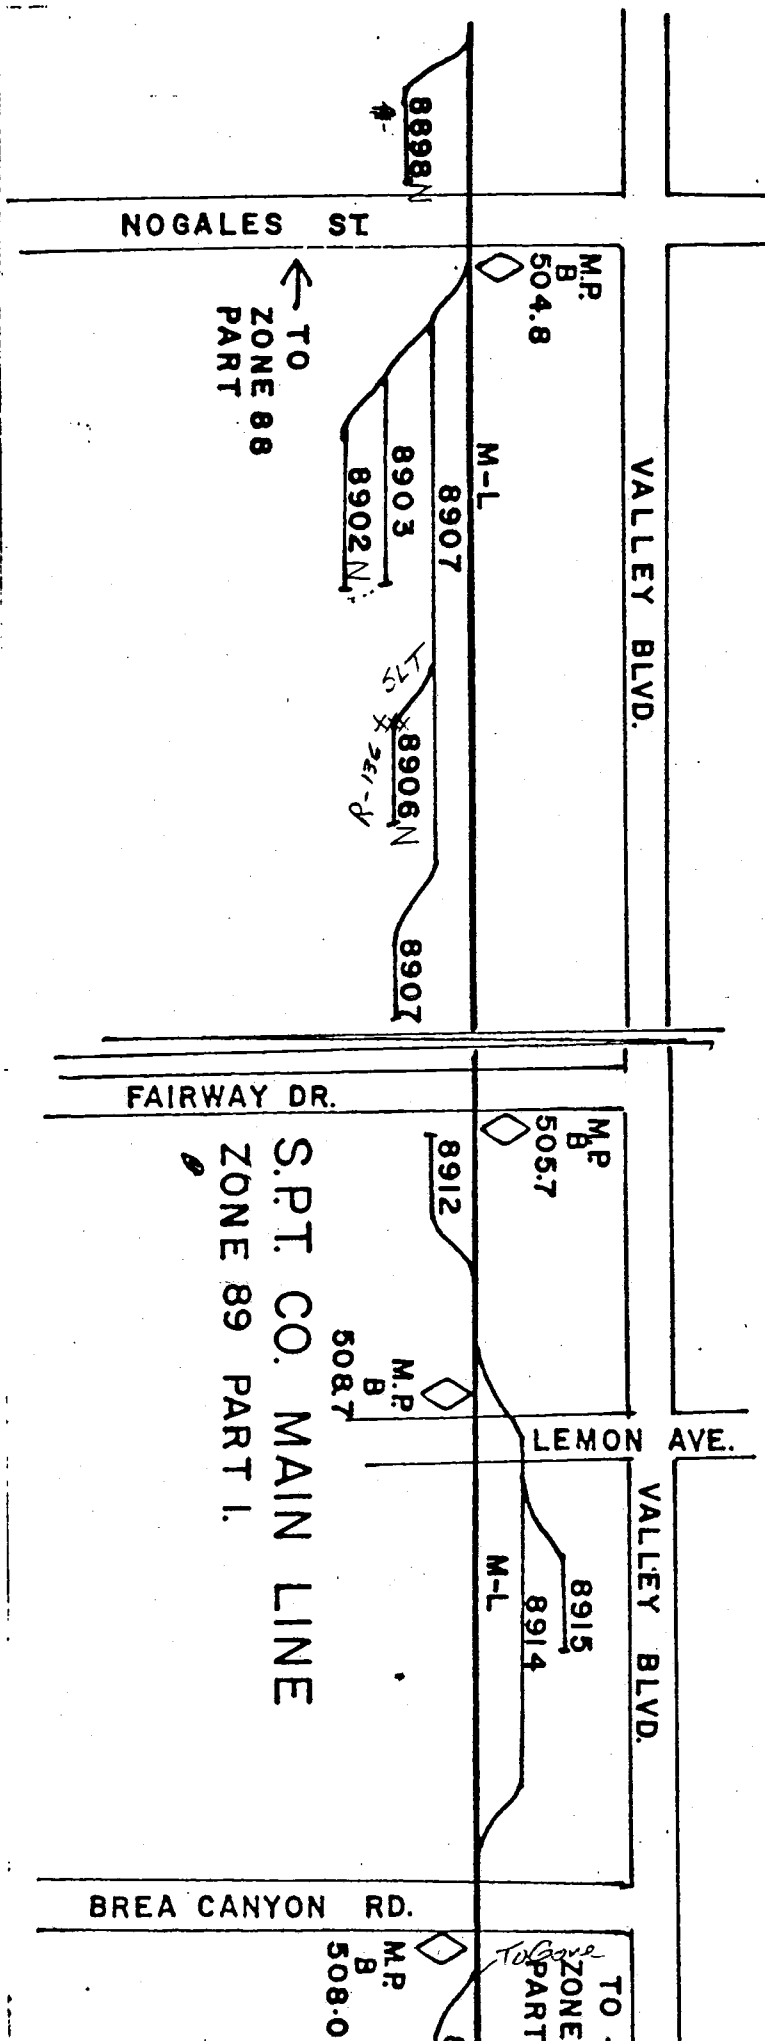 8898 N
NOGALES ST.
M.P.
B
504.8
TO
ZONE 88
PART
M-L
8907
8903
8902 N
VALLEY BLVD.
SLT
8906 N
8907
FAIRWAY DR.
M.P.
B
505.7
8912
S.P.T. CO. MAIN LINE
ZONE 89 PART 1.
M.P.
B
508.7
LEMON AVE.
VALLEY BLVD.
8915
8914
M-L
BREA CANYON RD.
M.P.
B
508.0
TO
ZONE
PART